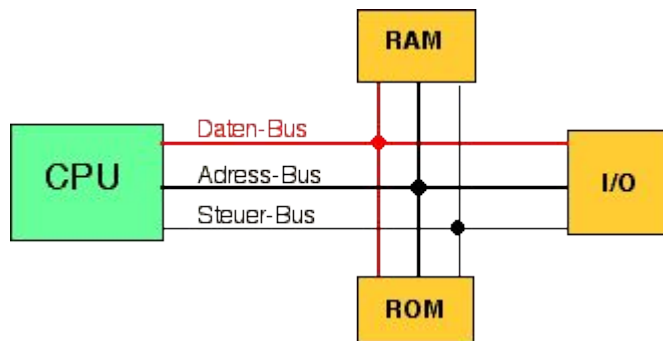 RAM
Daten-Bus
CPU
Adress-Bus
I/O
Steuer-Bus
ROM